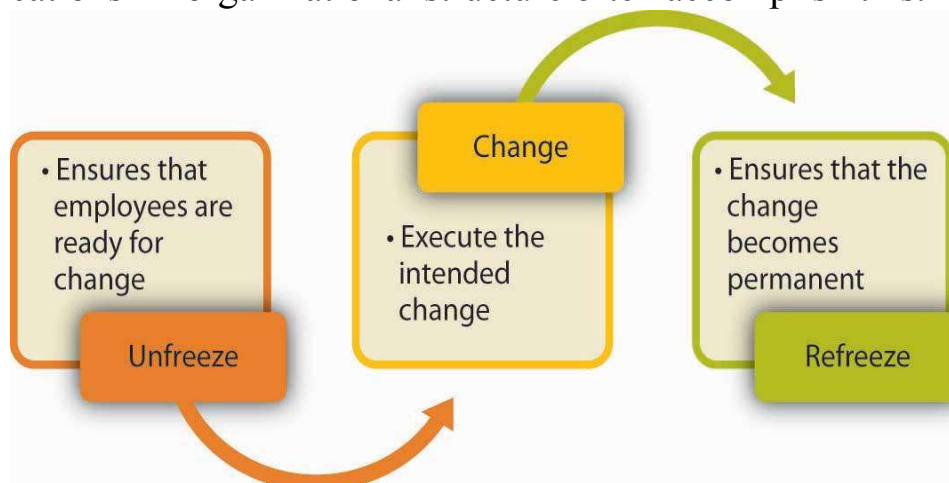 • Ensures that
employees are
ready for
change
Unfreeze
Change
• Execute the
intended
change
• Ensures that the
change
becomes
permanent
Refreeze